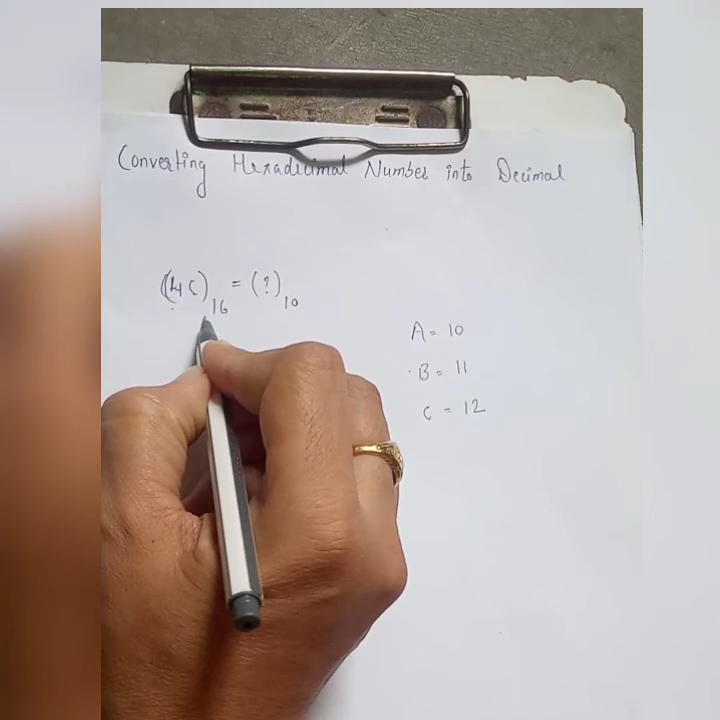 Converting Hexadecimal Number into Decimal
(4C)16 = (?)10
A = 10
B = 11
C = 12